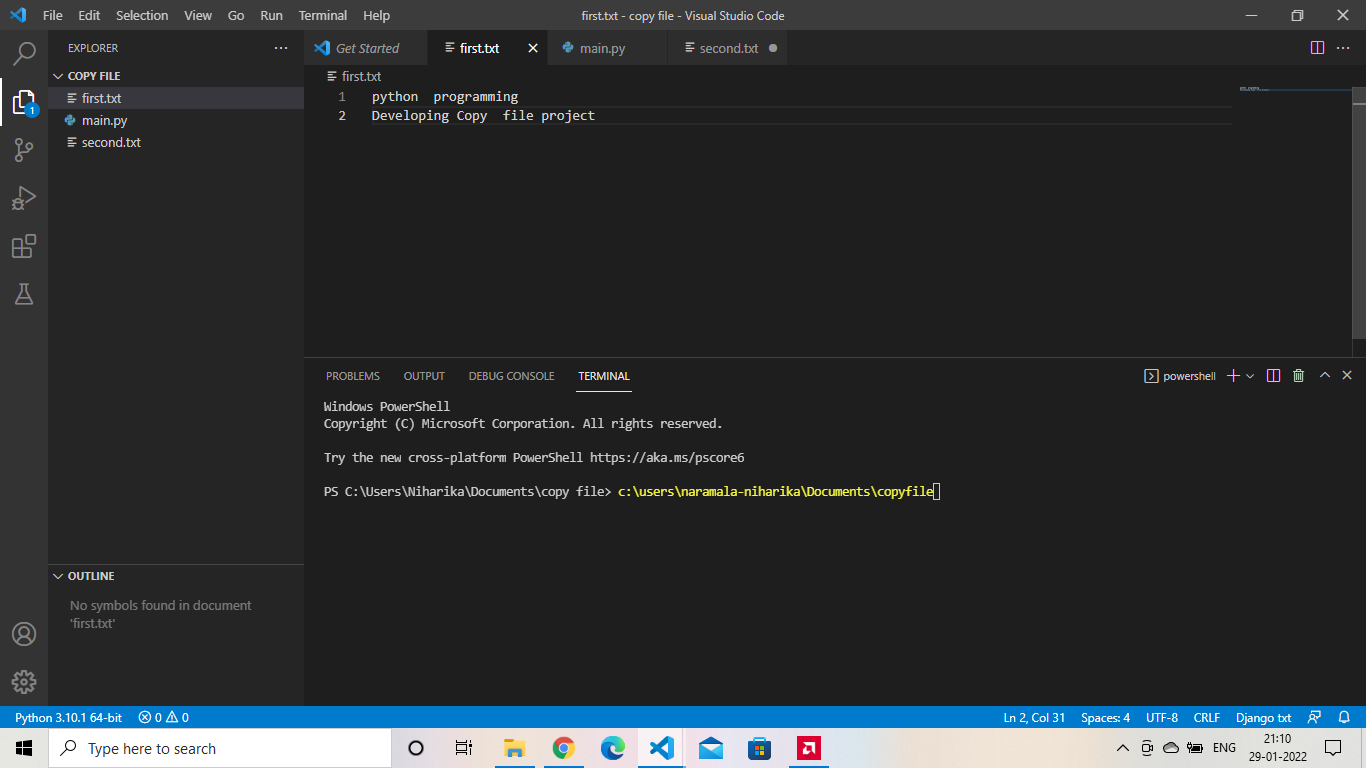 File Edit Selection View Go Run Terminal Help
first.txt - copy file - Visual Studio Code
EXPLORER
COPY FILE
first.txt
main.py
second.txt
1
Get Started
first.txt
main.py
second.txt
first.txt
1 python  programming
2 Developing Copy  file project
PROBLEMS OUTPUT DEBUG CONSOLE TERMINAL
powershell
Windows PowerShell
Copyright (C) Microsoft Corporation. All rights reserved.
Try the new cross-platform PowerShell https://aka.ms/pscore6
PS C:\Users\Niharika\Documents\copy file> c:\users\naramala-niharika\Documents\copyfile
OUTLINE
No symbols found in document
'first.txt'
Python 3.10.1 64-bit 0 0
Ln 2, Col 31 Spaces: 4 UTF-8 CRLF Django txt
Type here to search
ENG
21:10
29-01-2022